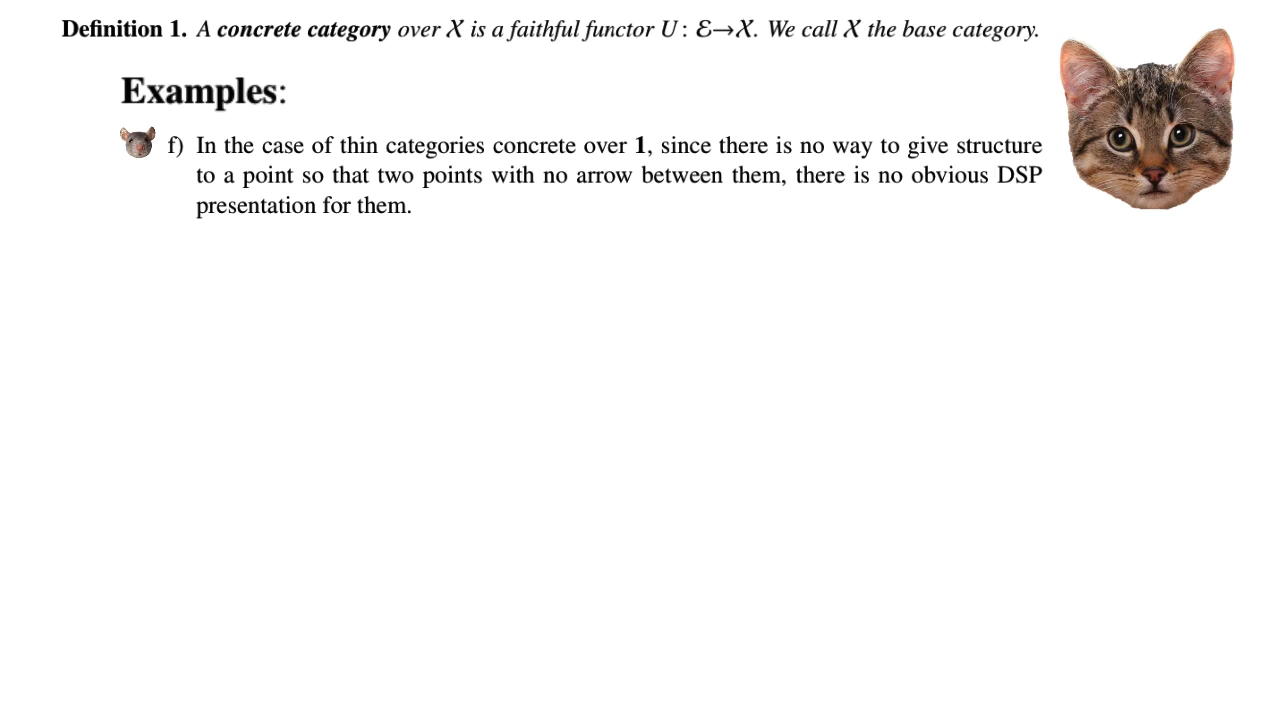 Definition 1. A concrete category over X is a faithful functor U : ℰ→X. We call X the base category.
Examples:
f) In the case of thin categories concrete over 1, since there is no way to give structure
to a point so that two points with no arrow between them, there is no obvious DSP
presentation for them.